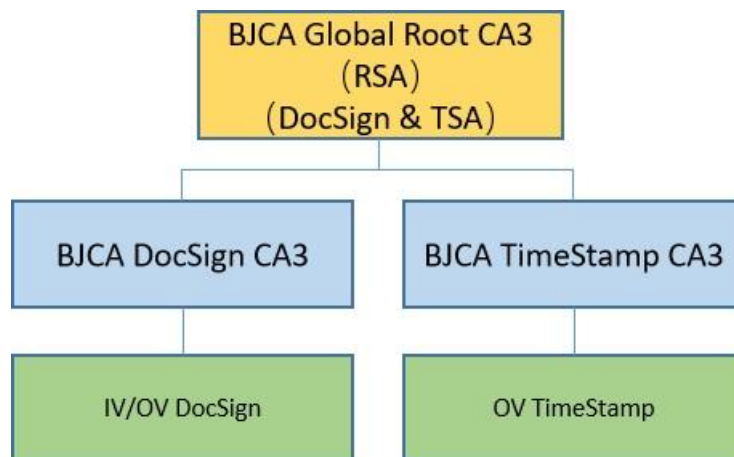 BJCA Global Root CA3
（RSA）
（DocSign & TSA）
BJCA DocSign CA3
BJCA TimeStamp CA3
IV/OV DocSign
OV TimeStamp